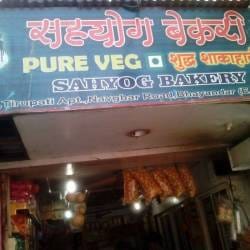 सहयोग बेकरी
PURE VEG शुद्ध शाकाहा
SAHYOG BAKERY
Tirupati Apt.,Navghar Road,Bhayandar (E